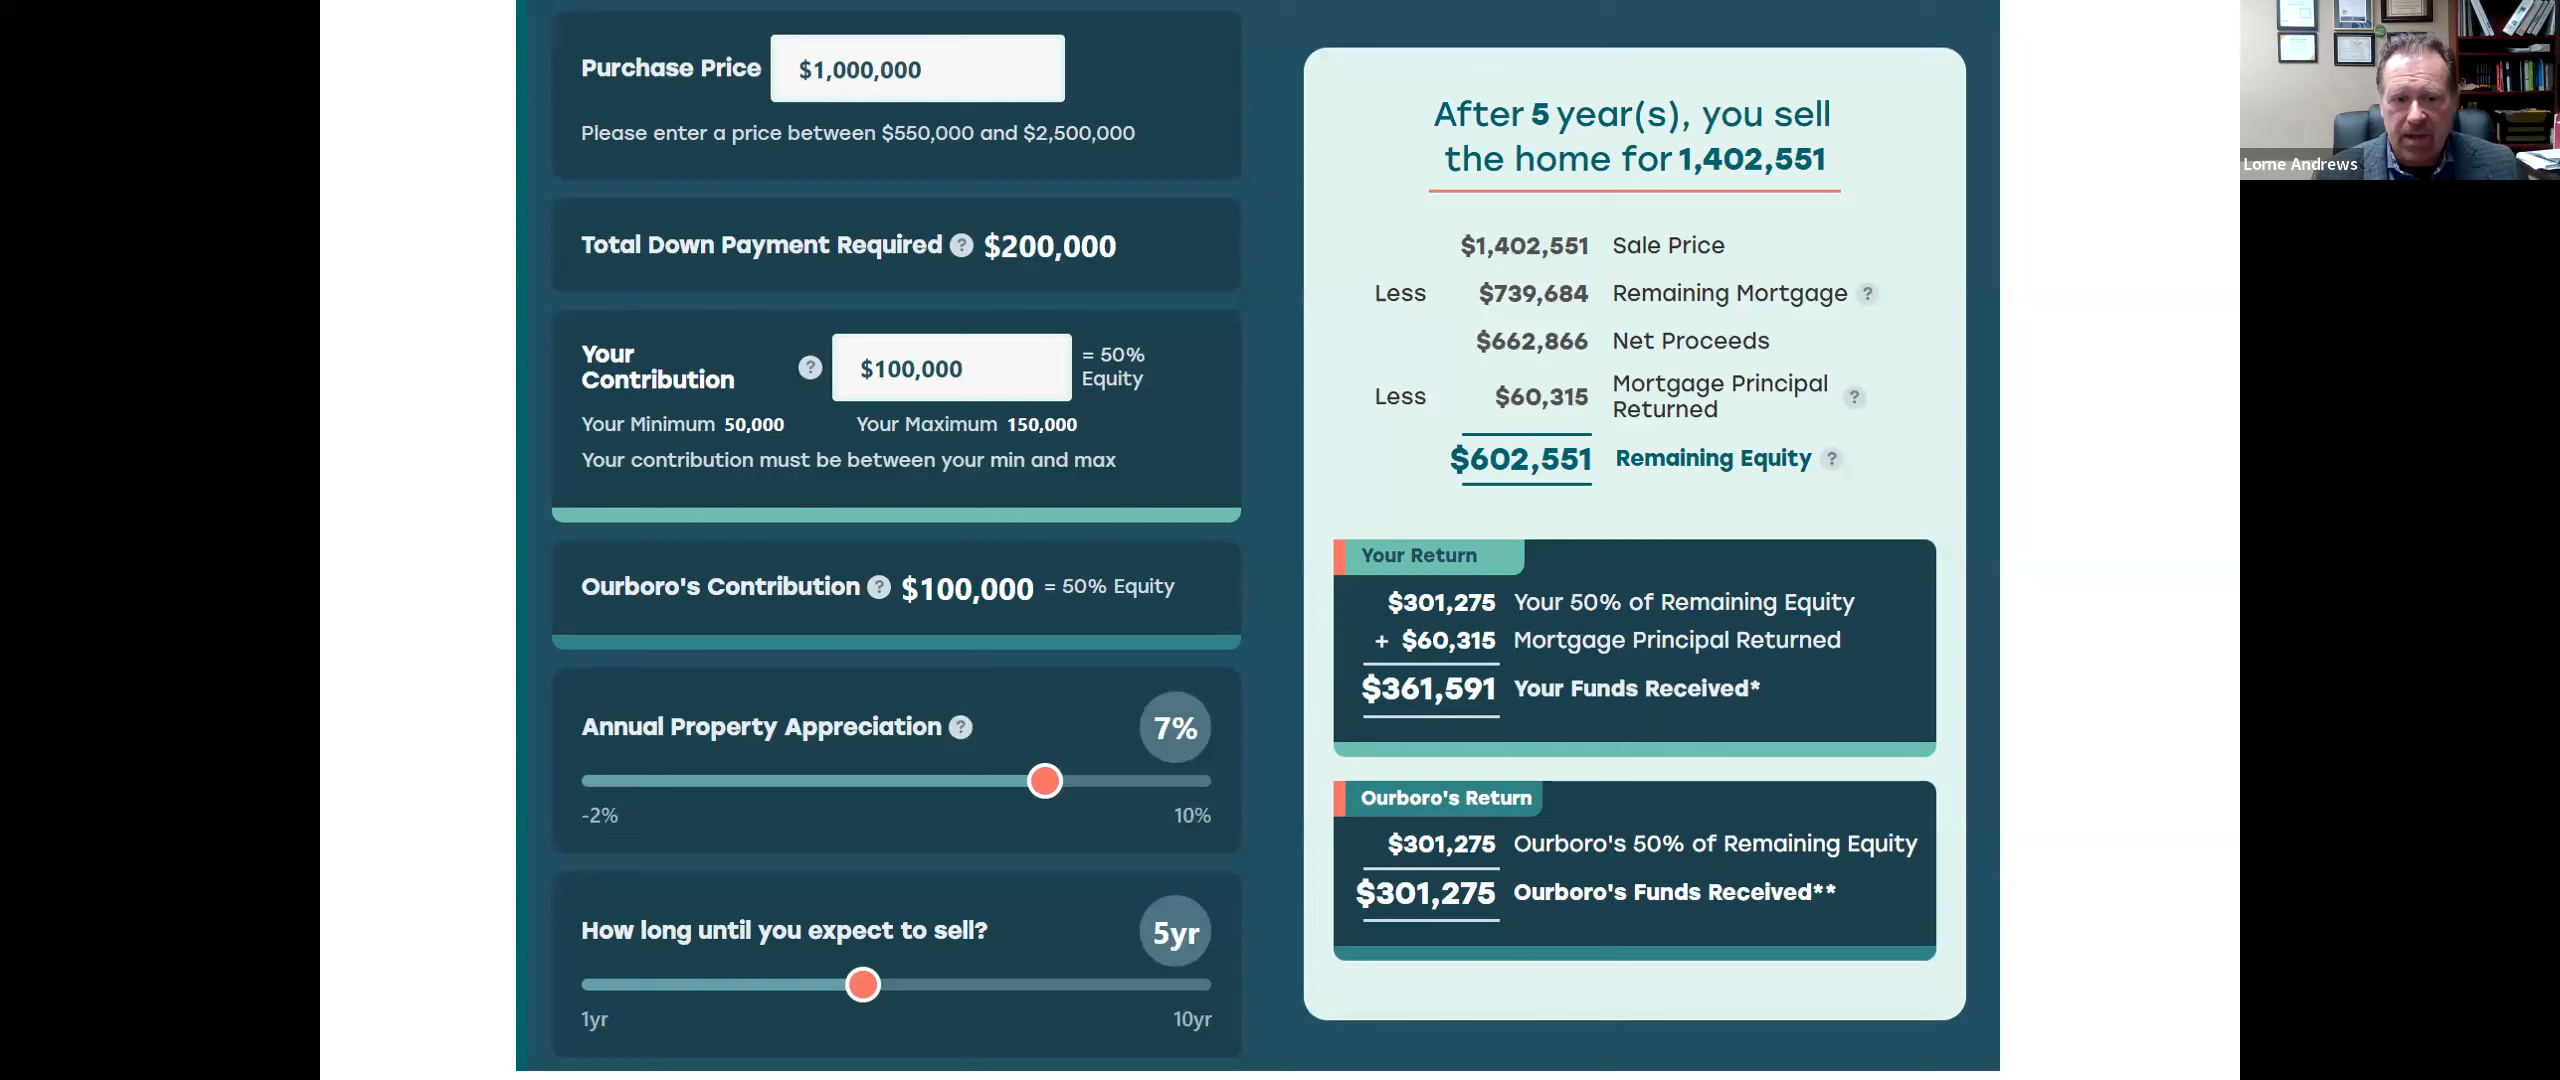 Purchase Price $1,000,000
Please enter a price between $550,000 and $2,500,000
Total Down Payment Required ? $200,000
Your
Contribution
? $100,000
= 50%
Equity
Your Minimum 50,000 Your Maximum 150,000
Your contribution must be between your min and max
Ourboro's Contribution ? $100,000 = 50% Equity
Annual Property Appreciation ? 7%
-2% 10%
How long until you expect to sell? 5yr
1yr 10yr
After 5 year(s), you sell
the home for 1,402,551
$1,402,551 Sale Price
Less $739,684 Remaining Mortgage ?
$662,866 Net Proceeds
Less $60,315 Mortgage Principal
Returned ?
$602,551 Remaining Equity ?
Your Return
$301,275 Your 50% of Remaining Equity
+ $60,315 Mortgage Principal Returned
$361,591 Your Funds Received*
Ourboro's Return
$301,275 Ourboro's 50% of Remaining Equity
$301,275 Ourboro's Funds Received**
Lorne Andrews